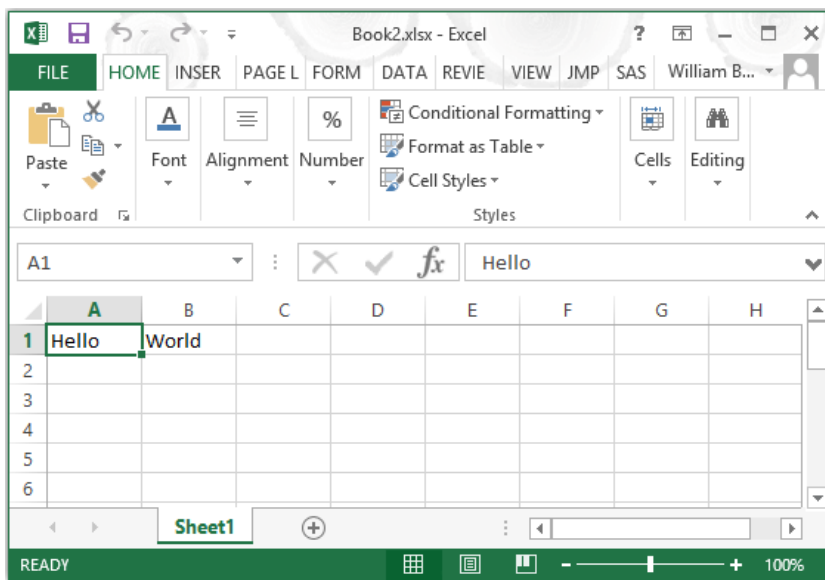 Book2.xlsx - Excel ?
FILE HOME INSER PAGE L FORM DATA REVIE VIEW JMP SAS William B...
A %
Conditional Formatting
Format as Table
Cell Styles
Paste Font Alignment Number Cells Editing
Clipboard Styles
A1 fx Hello
A B C D E F G H
1 Hello World
2
3
4
5
6
Sheet1
READY 100%